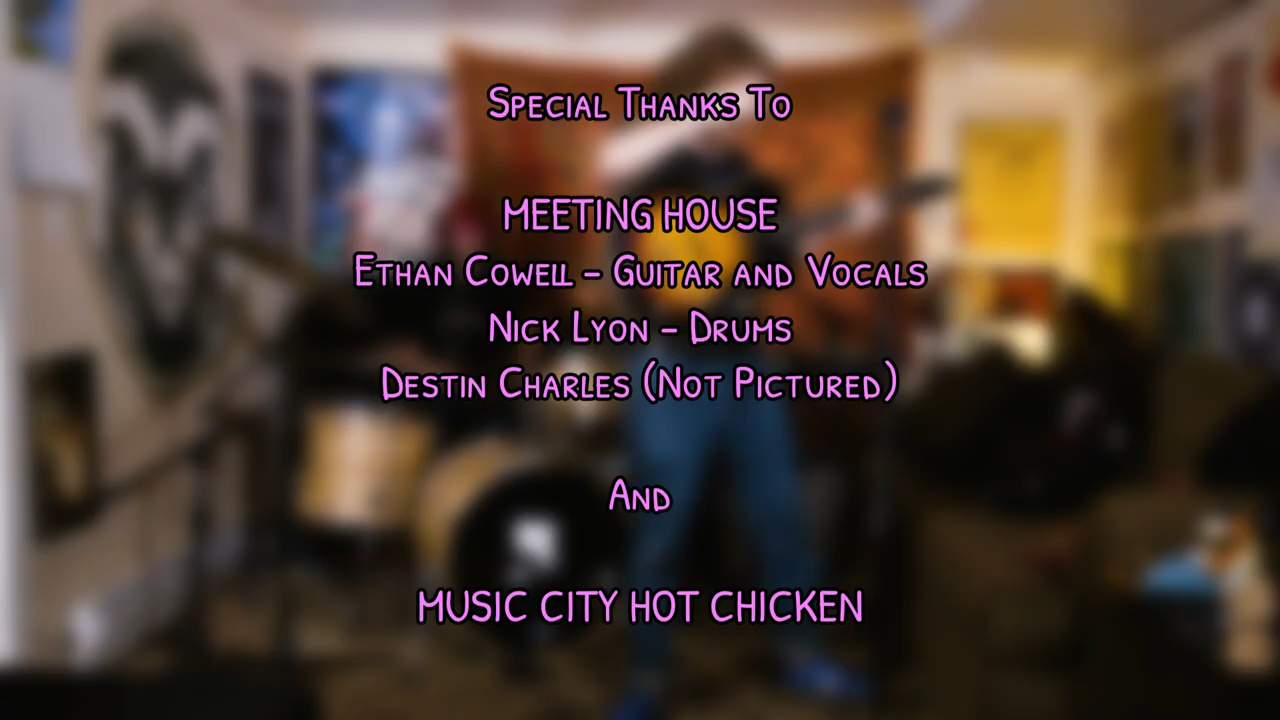 Special Thanks To
MEETING HOUSE
Ethan Cowell - Guitar and Vocals
Nick Lyon - Drums
Destin Charles (Not Pictured)
And
MUSIC CITY HOT CHICKEN